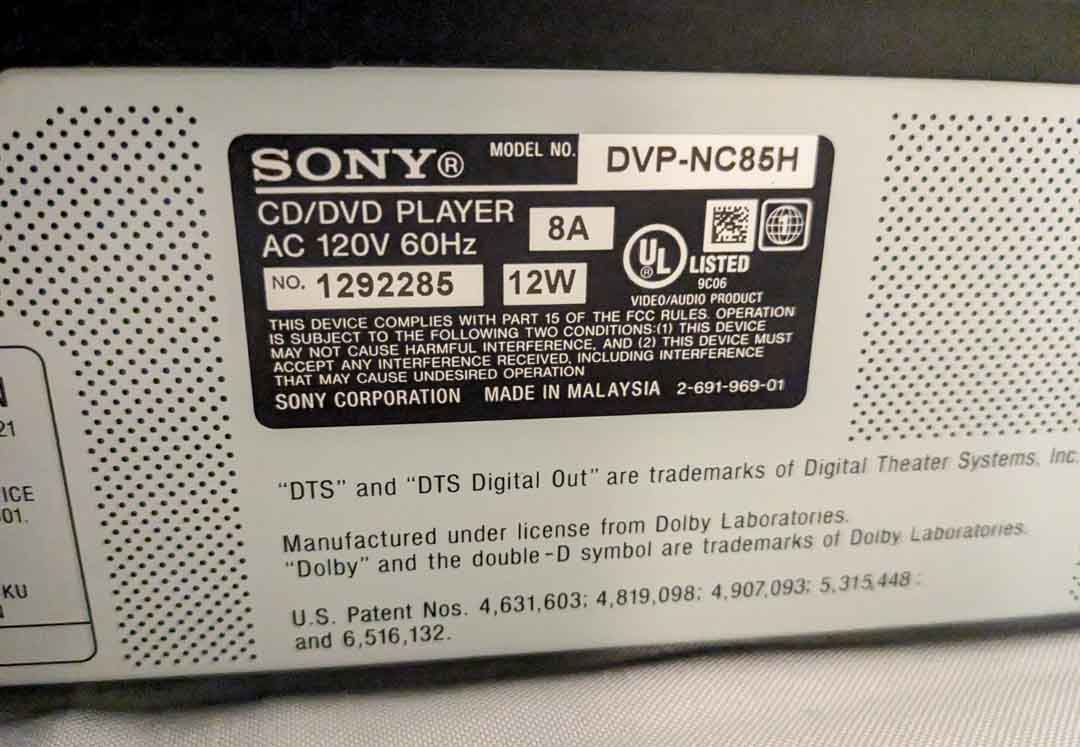 SONY® MODEL NO. DVP-NC85H
CD/DVD PLAYER 8A
AC 120V 60Hz
NO. 1292285 12W
UL® LISTED
9C06
VIDEO/AUDIO PRODUCT
1
THIS DEVICE COMPLIES WITH PART 15 OF THE FCC RULES. OPERATION
IS SUBJECT TO THE FOLLOWING TWO CONDITIONS:(1) THIS DEVICE
MAY NOT CAUSE HARMFUL INTERFERENCE, AND (2) THIS DEVICE MUST
ACCEPT ANY INTERFERENCE RECEIVED, INCLUDING INTERFERENCE
THAT MAY CAUSE UNDESIRED OPERATION
SONY CORPORATION MADE IN MALAYSIA 2-691-969-01
"DTS" and "DTS Digital Out" are trademarks of Digital Theater Systems, Inc.
Manufactured under license from Dolby Laboratories.
"Dolby" and the double-D symbol are trademarks of Dolby Laboratories.
U.S. Patent Nos. 4,631,603; 4,819,098; 4,907,093; 5,315,448;
and 6,516,132.
21
ICE
01.
KU